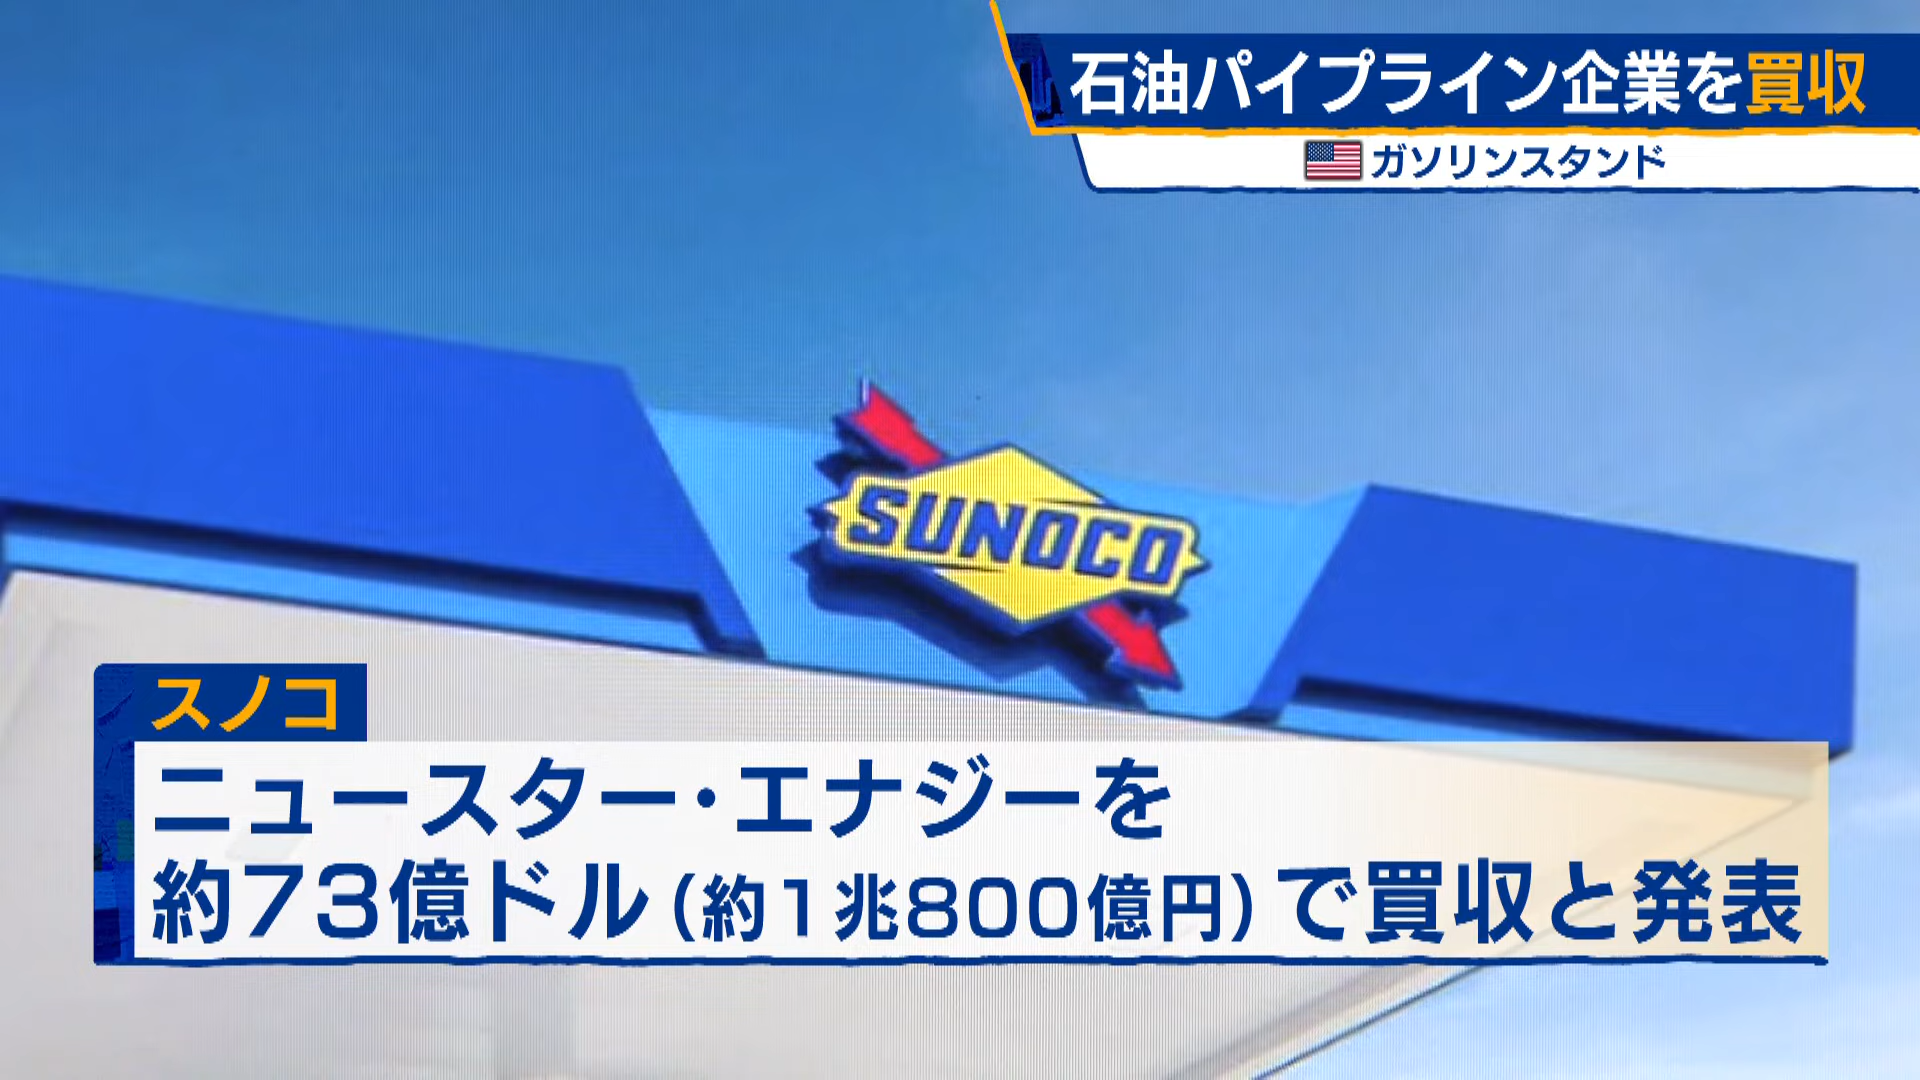 石油パイプライン企業を買収
ガソリンスタンド
SUNOCO
スノコ
ニュースター・エナジーを
約73億ドル(約1兆800億円)で買収と発表